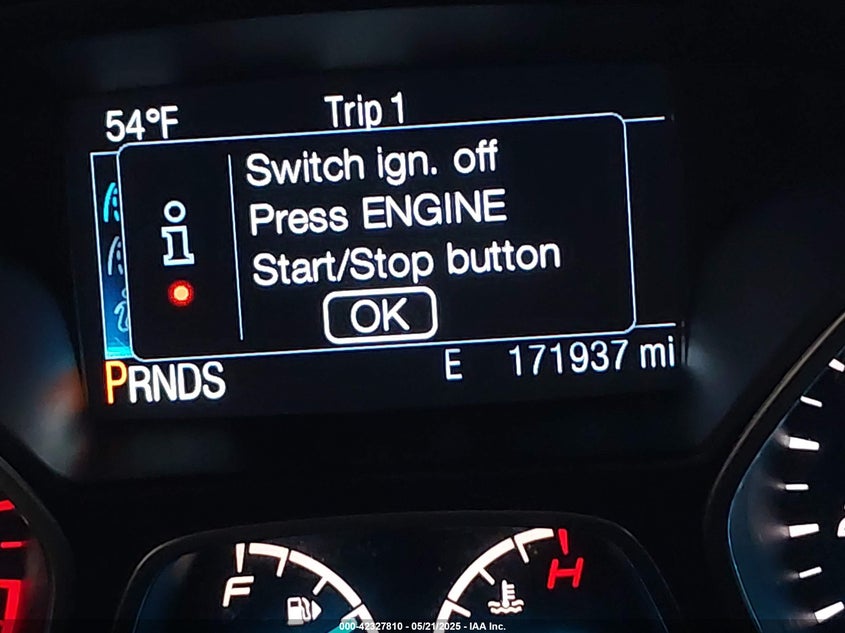 54°F Trip 1
Switch ign. off
Press ENGINE
Start/Stop button
OK
PRNDS E 171937 mi
F H
000-42327810 - 05/21/2025 - IAA Inc.